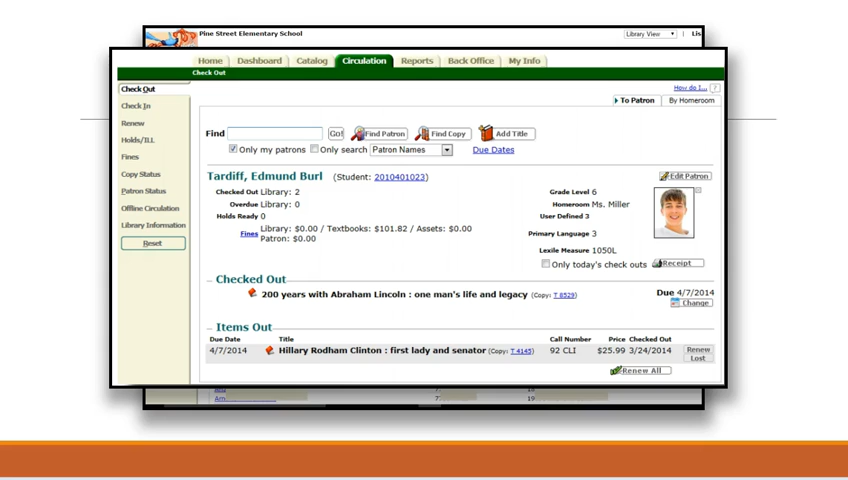 Pine Street Elementary School
Library View
Lis
Home Dashboard Catalog Circulation Reports Back Office My Info
Check Out
Check Out
Check In
Renew
Holds/ILL
Fines
Copy Status
Patron Status
Offline Circulation
Library Information
Reset
How do I... ?
To Patron By Homeroom
Find Go! Find Patron Find Copy Add Title
Only my patrons Only search Patron Names Due Dates
Tardiff, Edmund Burl (Student: 2010401023) Edit Patron
Checked Out Library: 2
Overdue Library: 0
Holds Ready 0
Fines Library: $0.00 / Textbooks: $101.82 / Assets: $0.00
Patron: $0.00
Grade Level 6
Homeroom Ms. Miller
User Defined 3
Primary Language 3
Lexile Measure 1050L
Only today's check outs Receipt
Checked Out
200 years with Abraham Lincoln : one man's life and legacy (Copy: T 8529) Due 4/7/2014
Change
Items Out
Due Date Title Call Number Price Checked Out
4/7/2014 Hillary Rodham Clinton : first lady and senator (Copy: T 4145) 92 CLI $25.99 3/24/2014 Renew
Lost
Renew All